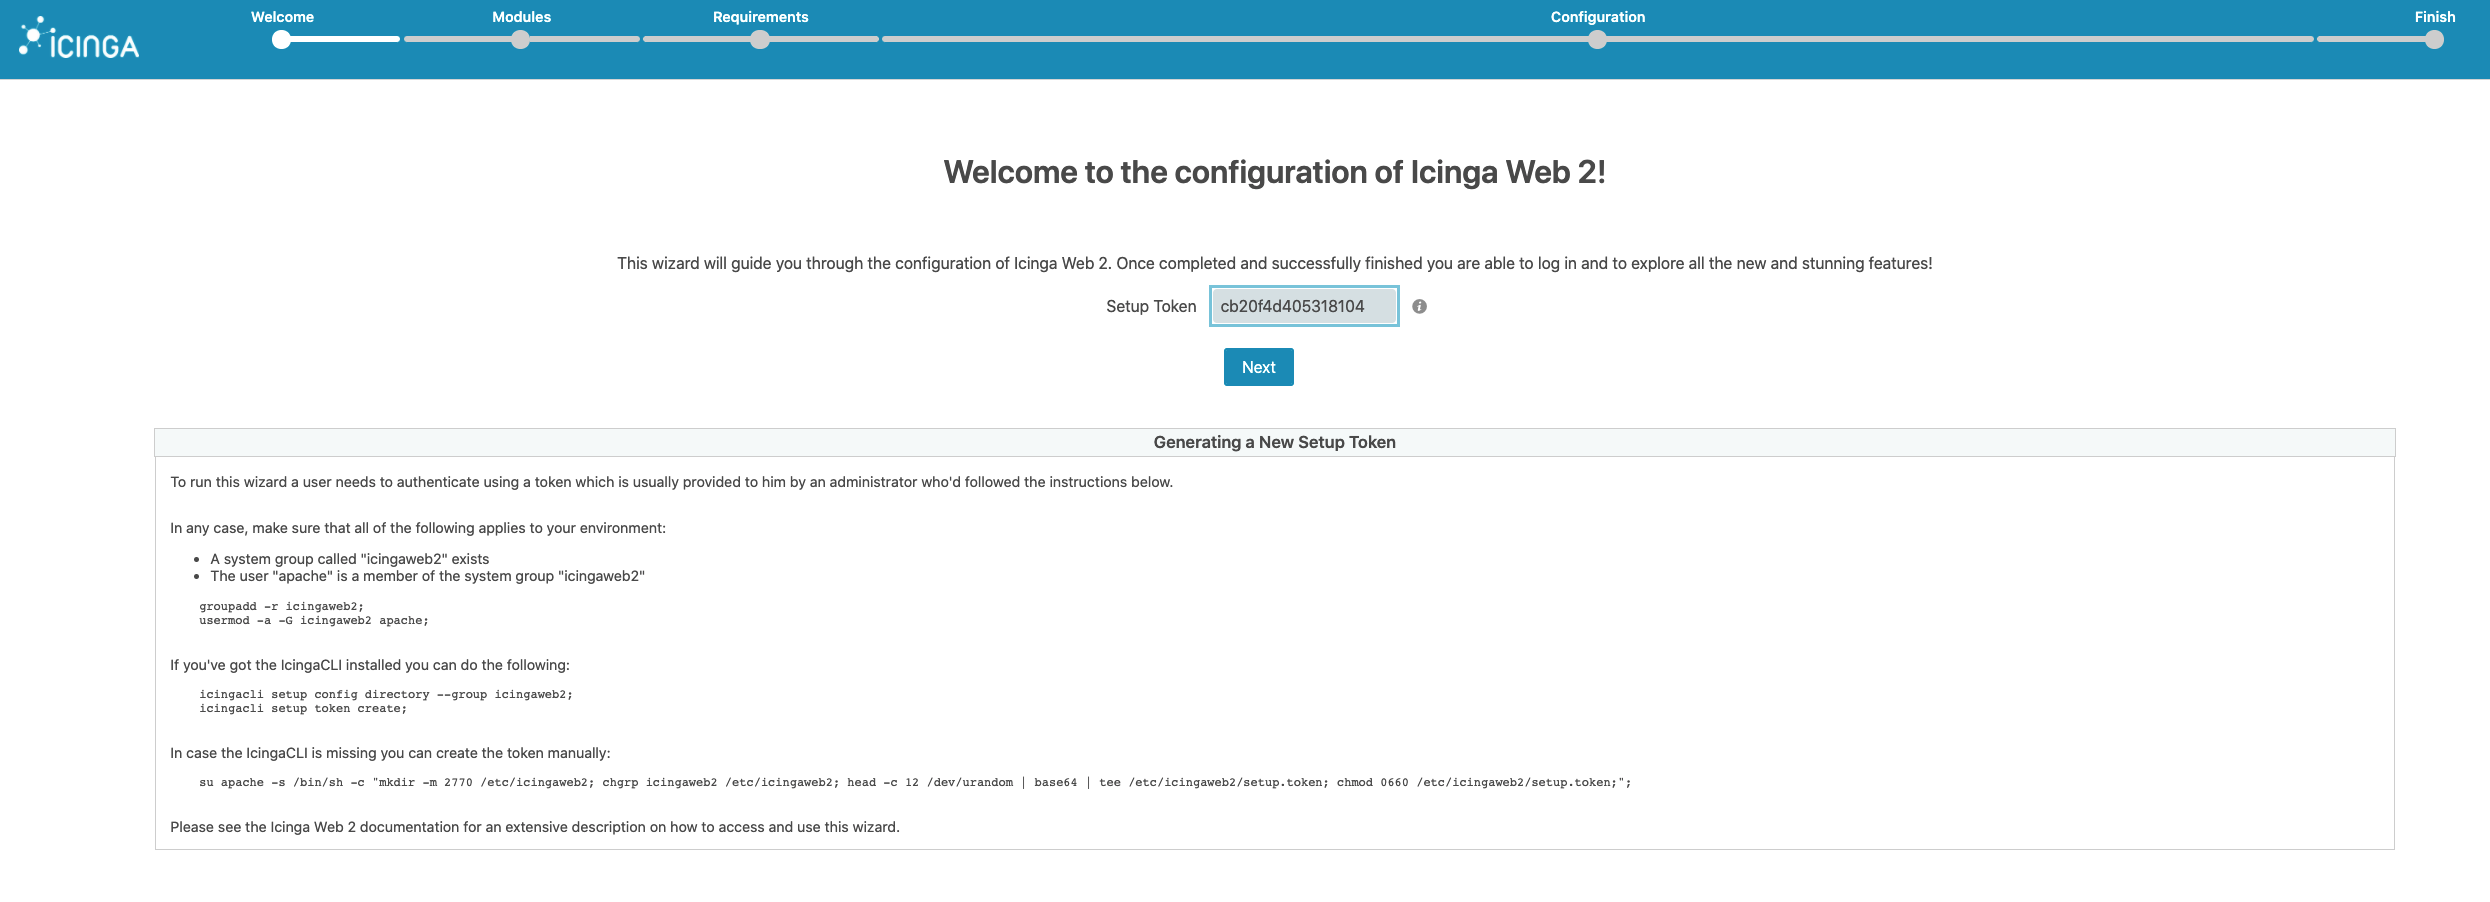 ICINGA
Welcome
Modules
Requirements
Configuration
Finish
Welcome to the configuration of Icinga Web 2!
This wizard will guide you through the configuration of Icinga Web 2. Once completed and successfully finished you are able to log in and to explore all the new and stunning features!
Setup Token cb20f4d405318104
Next
Generating a New Setup Token
To run this wizard a user needs to authenticate using a token which is usually provided to him by an administrator who'd followed the instructions below.
In any case, make sure that all of the following applies to your environment:
• A system group called "icingaweb2" exists
• The user "apache" is a member of the system group "icingaweb2"
groupadd -r icingaweb2;
usermod -a -G icingaweb2 apache;
If you've got the IcingaCLI installed you can do the following:
icingacli setup config directory --group icingaweb2;
icingacli setup token create;
In case the IcingaCLI is missing you can create the token manually:
su apache -s /bin/sh -c "mkdir -m 2770 /etc/icingaweb2; chgrp icingaweb2 /etc/icingaweb2; head -c 12 /dev/urandom | base64 | tee /etc/icingaweb2/setup.token; chmod 0660 /etc/icingaweb2/setup.token;";
Please see the Icinga Web 2 documentation for an extensive description on how to access and use this wizard.